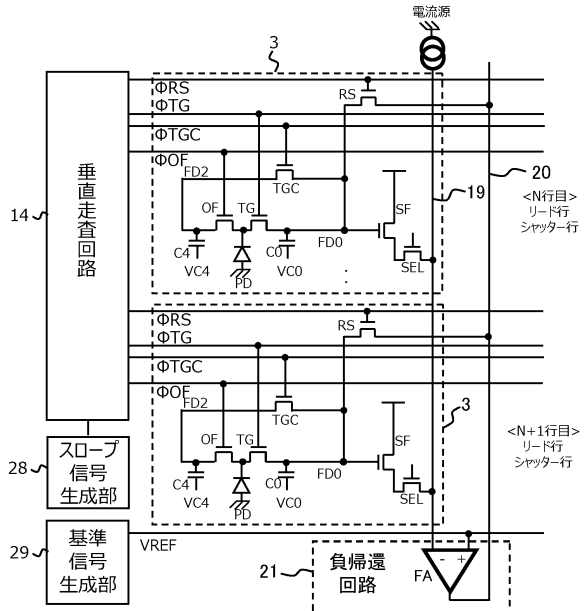 電流源
3
ΦRS
RS
ΦTG
ΦTGC
ΦOF
FD2
TGC
20
19
<N行目>
リード行
シャッター行
14
垂直走査回路
OF
TG
SF
C4
C0
FD0
VC4
VC0
PD
SEL
:
ΦRS
RS
ΦTG
ΦTGC
ΦOF
FD2
TGC
3
<N+1行目>
リード行
シャッター行
OF
TG
SF
28
スロープ
信号
生成部
C4
C0
FD0
VC4
VC0
PD
SEL
29
基準
信号
生成部
VREF
21
負帰還
回路
FA
- +